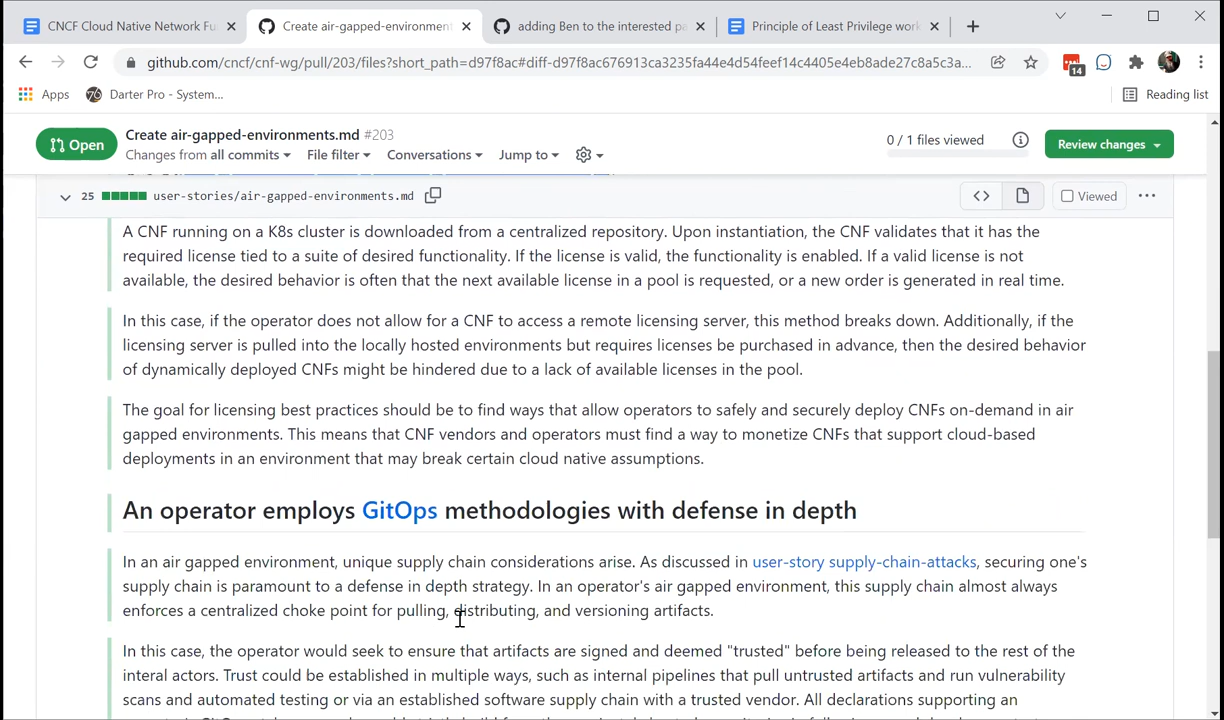 CNCF Cloud Native Network Fu
Create air-gapped-environment
adding Ben to the interested pa
Principle of Least Privilege work
github.com/cncf/cnf-wg/pull/203/files?short_path=d97f8ac#diff-d97f8ac676913ca3235fa44e4d54feef14c4405e4eb8ade27c8a5c3a...
14
Apps
Darter Pro - System...
Reading list
Open
Create air-gapped-environments.md #203
Changes from all commits
File filter
Conversations
Jump to
0 / 1 files viewed
Review changes
25
user-stories/air-gapped-environments.md
Viewed
A CNF running on a K8s cluster is downloaded from a centralized repository. Upon instantiation, the CNF validates that it has the
required license tied to a suite of desired functionality. If the license is valid, the functionality is enabled. If a valid license is not
available, the desired behavior is often that the next available license in a pool is requested, or a new order is generated in real time.
In this case, if the operator does not allow for a CNF to access a remote licensing server, this method breaks down. Additionally, if the
licensing server is pulled into the locally hosted environments but requires licenses be purchased in advance, then the desired behavior
of dynamically deployed CNFs might be hindered due to a lack of available licenses in the pool.
The goal for licensing best practices should be to find ways that allow operators to safely and securely deploy CNFs on-demand in air
gapped environments. This means that CNF vendors and operators must find a way to monetize CNFs that support cloud-based
deployments in an environment that may break certain cloud native assumptions.
An operator employs GitOps methodologies with defense in depth
In an air gapped environment, unique supply chain considerations arise. As discussed in user-story supply-chain-attacks, securing one's
supply chain is paramount to a defense in depth strategy. In an operator's air gapped environment, this supply chain almost always
enforces a centralized choke point for pulling, distributing, and versioning artifacts.
In this case, the operator would seek to ensure that artifacts are signed and deemed "trusted" before being released to the rest of the
interal actors. Trust could be established in multiple ways, such as internal pipelines that pull untrusted artifacts and run vulnerability
scans and automated testing or via an established software supply chain with a trusted vendor. All declarations supporting an